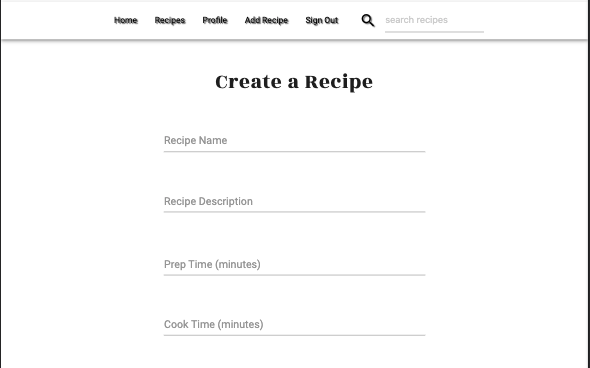 Home Recipes Profile Add Recipe Sign Out search recipes
Create a Recipe
Recipe Name
Recipe Description
Prep Time (minutes)
Cook Time (minutes)